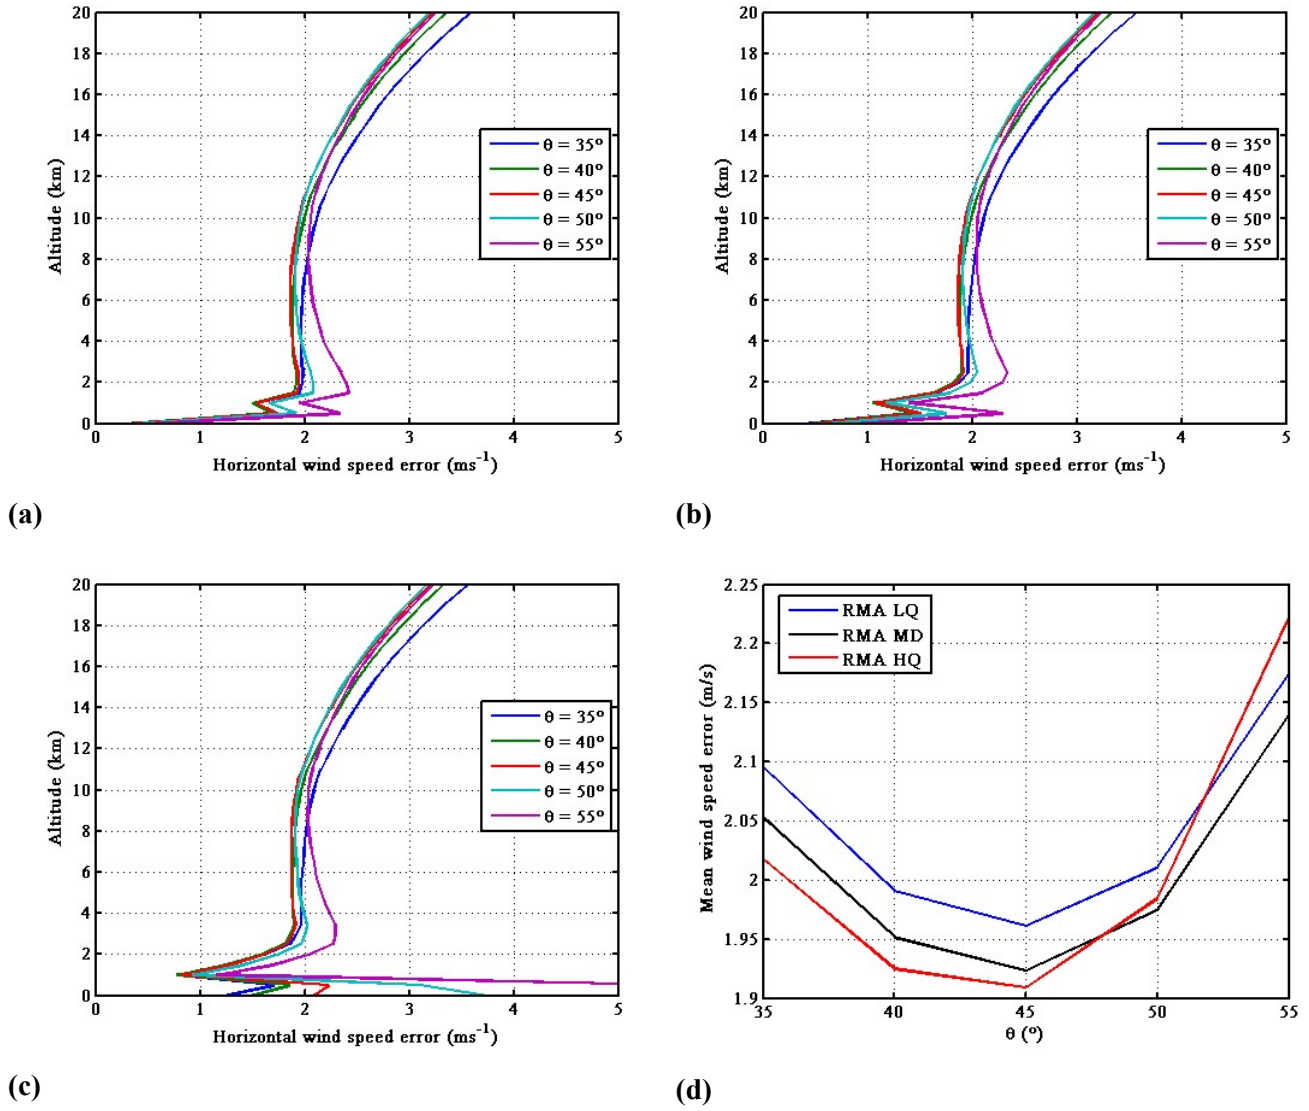 20
18
16
14
12
10
8
6
4
2
0
Altitude (km)
θ = 35º
θ = 40º
θ = 45º
θ = 50º
θ = 55º
0 1 2 3 4 5
Horizontal wind speed error (ms⁻¹)
(a)
20
18
16
14
12
10
8
6
4
2
0
Altitude (km)
θ = 35º
θ = 40º
θ = 45º
θ = 50º
θ = 55º
0 1 2 3 4 5
Horizontal wind speed error (ms⁻¹)
(b)
20
18
16
14
12
10
8
6
4
2
0
Altitude (km)
θ = 35º
θ = 40º
θ = 45º
θ = 50º
θ = 55º
0 1 2 3 4 5
Horizontal wind speed error (ms⁻¹)
(c)
2.25
2.2
2.15
2.1
2.05
2
1.95
1.9
Mean wind speed error (m/s)
RMA LQ
RMA MD
RMA HQ
35 40 45 50 55
θ (º)
(d)